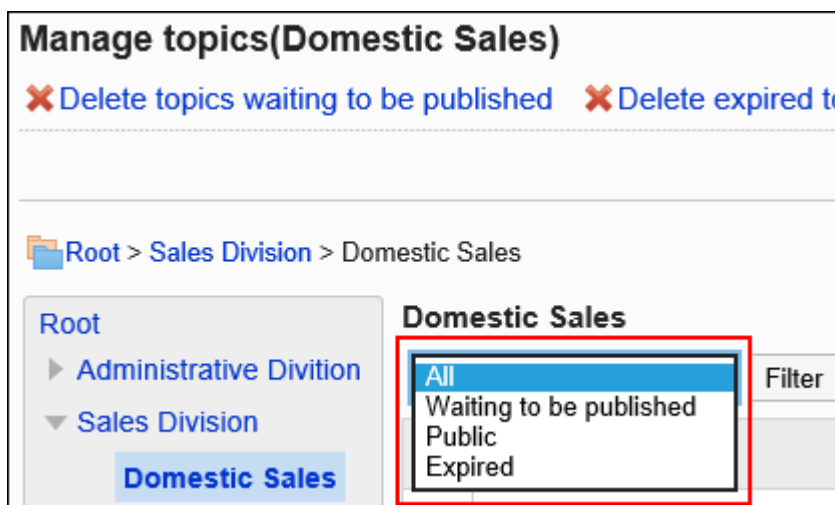 Manage topics(Domestic Sales)
Delete topics waiting to be published Delete expired
Root > Sales Division > Domestic Sales
Root
Administrative Divition
Sales Division
Domestic Sales
Domestic Sales
All
Waiting to be published
Public
Expired
Filter